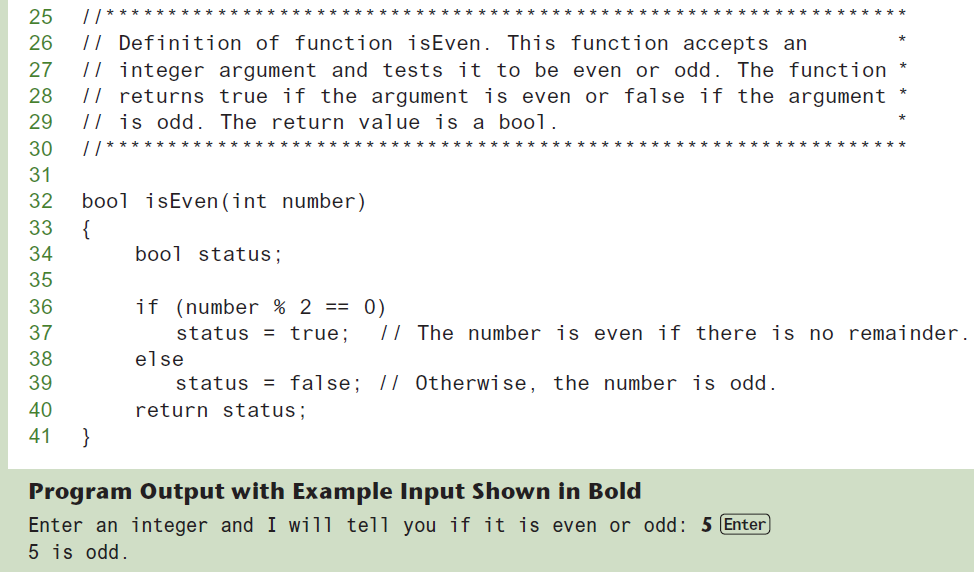 25 //****************************************************************
26 // Definition of function isEven. This function accepts an *
27 // integer argument and tests it to be even or odd. The function *
28 // returns true if the argument is even or false if the argument *
29 // is odd. The return value is a bool. *
30 //****************************************************************
31
32 bool isEven(int number)
33 {
34 bool status;
35
36 if (number % 2 == 0)
37 status = true; // The number is even if there is no remainder.
38 else
39 status = false; // Otherwise, the number is odd.
40 return status;
41 }
Program Output with Example Input Shown in Bold
Enter an integer and I will tell you if it is even or odd: 5 Enter
5 is odd.